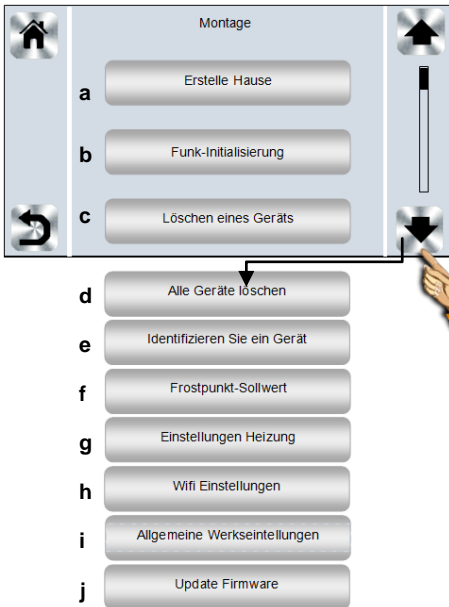 Montage
a Erstelle Hause
b Funk-Initialisierung
c Löschen eines Geräts
d Alle Geräte löschen
e Identifizieren Sie ein Gerät
f Frostpunkt-Sollwert
g Einstellungen Heizung
h Wifi Einstellungen
i Allgemeine Werkseintellungen
j Update Firmware